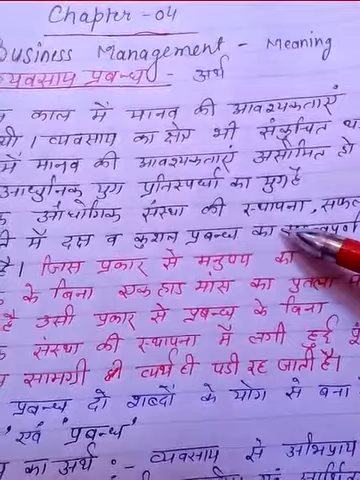 Chapter - 04
Business Management - Meaning
व्यवसाय प्रबन्ध - अर्थ
काल में मानव की आवश्यकताएं
थी। व्यवसाय का क्षेत्र भी संकुचित था
में मानव की आवश्यकताएं असीमित हो
आधुनिक युग प्रतिस्पर्धा का युग है
औद्योगिक संस्था की स्थापना, सफल
में दक्ष व कुशल प्रबन्ध का
है। जिस प्रकार से मनुष्य का
के बिना एक हाड मांस का पुतला
है उसी प्रकार से प्रबन्ध के बिना
संस्था की स्थापना में लगी हुई
सामग्री ही व्यर्थ ही पडी रह जाती है।
प्रबन्ध दो शब्दों के योग से बना
' एवं 'प्रबन्ध'
का अर्थ :- व्यवसाय से अभिप्राय